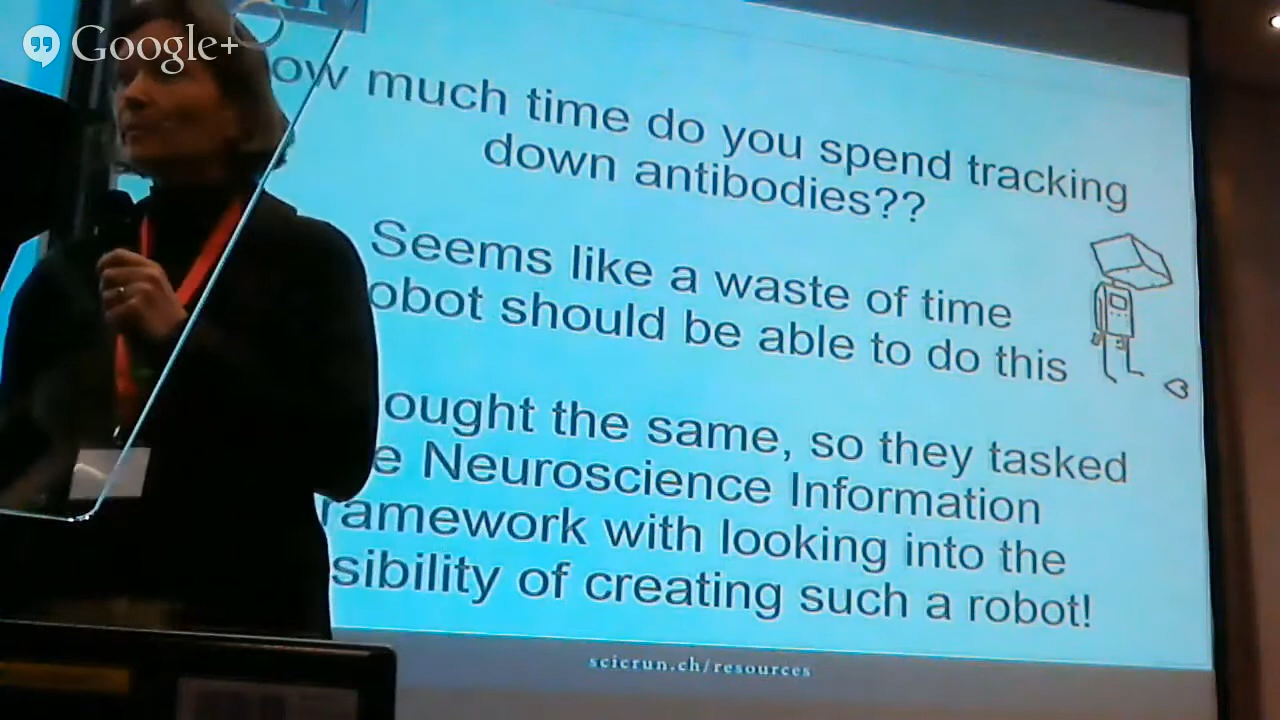 Google+
ow much time do you spend tracking
down antibodies??
Seems like a waste of time
obot should be able to do this
ought the same, so they tasked
e Neuroscience Information
ramework with looking into the
sibility of creating such a robot!
scicrun.ch/resources